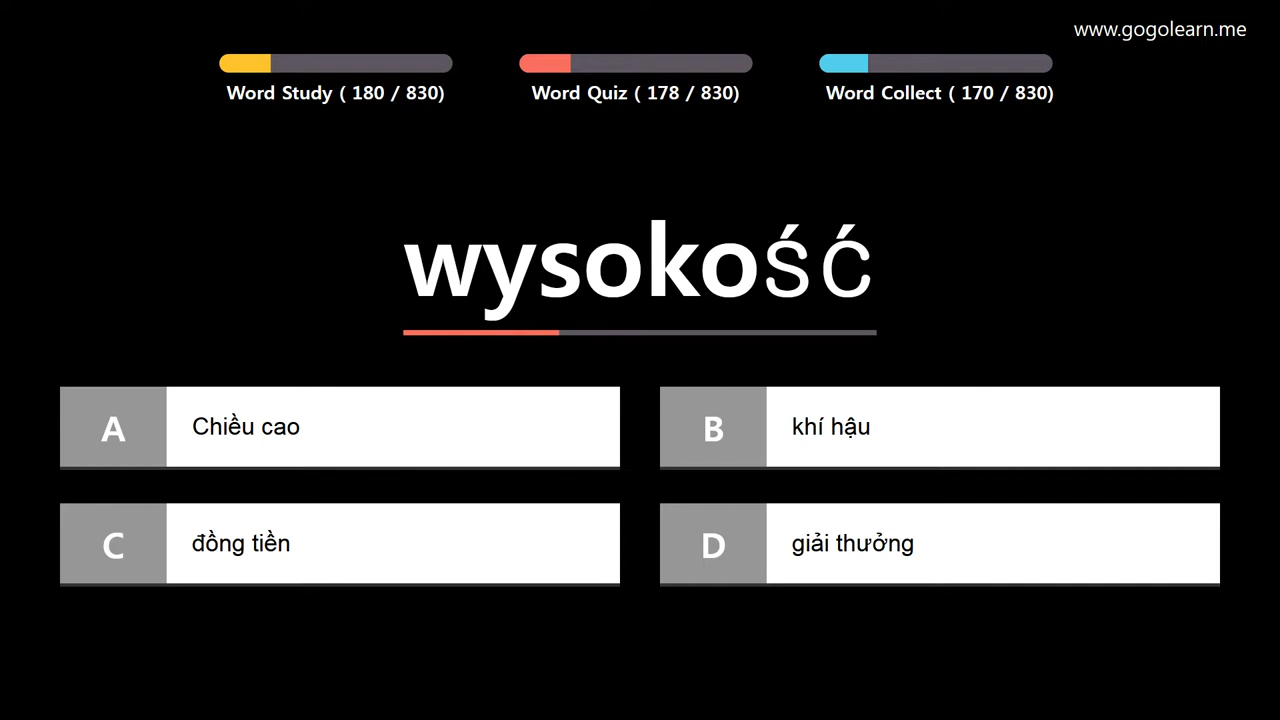 www.gogolearn.me
Word Study ( 180 / 830)
Word Quiz ( 178 / 830)
Word Collect ( 170 / 830)
wysokość
A
Chiều cao
B
khí hậu
C
đồng tiền
D
giải thưởng